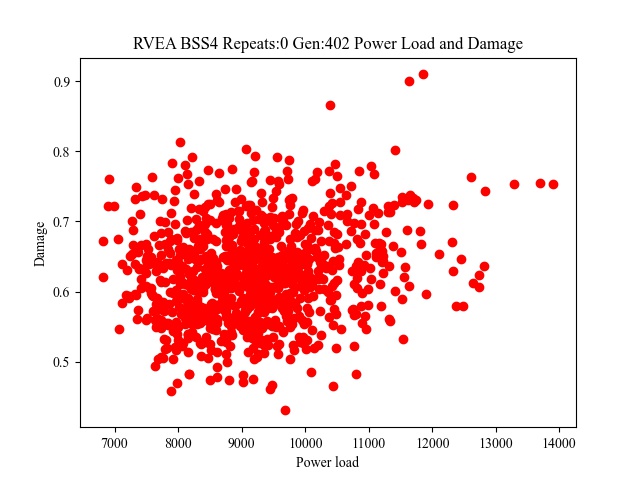 RVEA BSS4 Repeats:0 Gen:402 Power Load and Damage
0.9
0.8
0.7
0.6
0.5
Damage
7000 8000 9000 10000 11000 12000 13000 14000
Power load